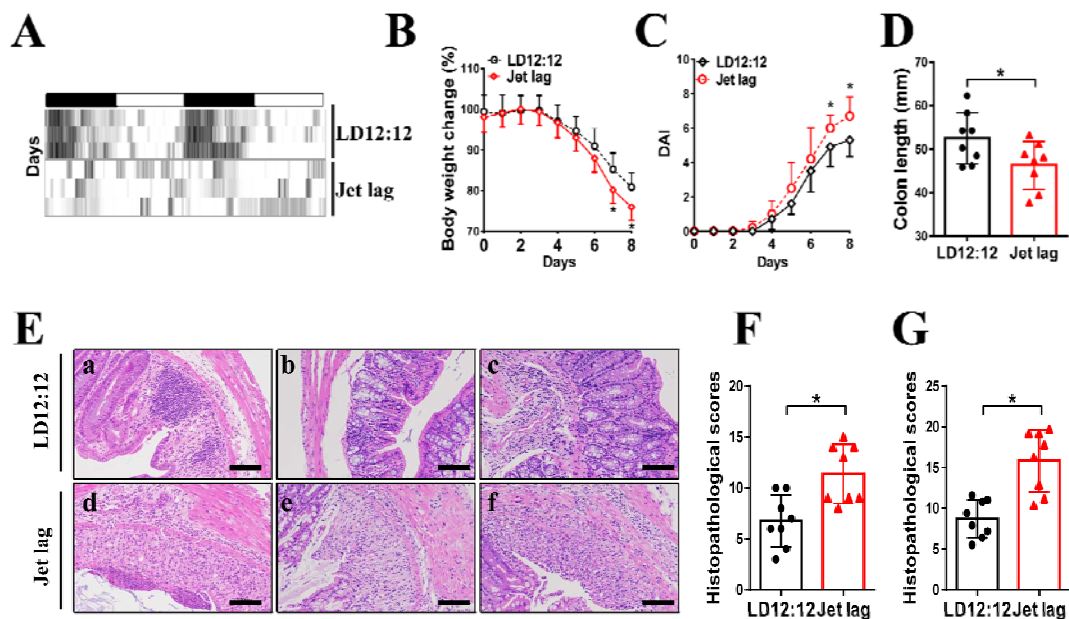 A
Days
LD12:12
Jet lag
B
LD12:12
Jet lag
Body weight change (%)
100
90
80
70
0 2 4 6 8
Days
* *
C
LD12:12
Jet lag
DAI
8
6
4
2
0
0 2 4 6 8
Days
* *
D
Colon length (mm)
70
60
50
40
30
*
LD12:12 Jet lag
E
LD12:12
Jet lag
a b c
d e f
F
Histopathological scores
20
15
10
5
0
*
LD12:12 Jet lag
G
Histopathological scores
25
20
15
10
5
0
*
LD12:12 Jet lag